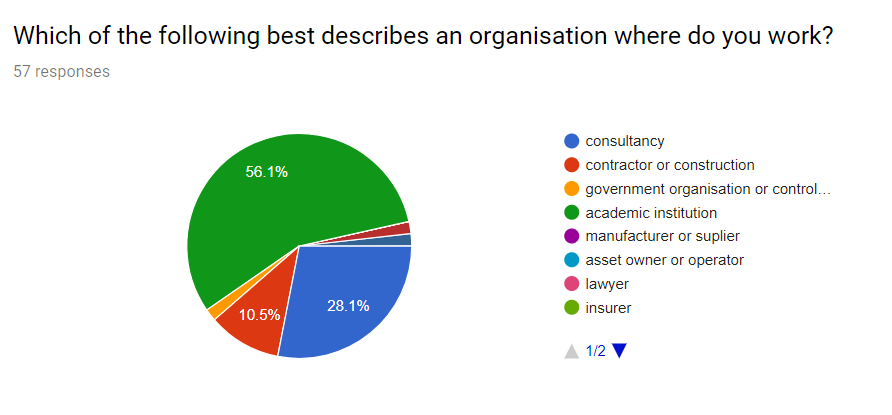 Which of the following best describes an organisation where do you work?
57 responses
56.1%
10.5%
28.1%
consultancy
contractor or construction
government organisation or control...
academic institution
manufacturer or suplier
asset owner or operator
lawyer
insurer
1/2